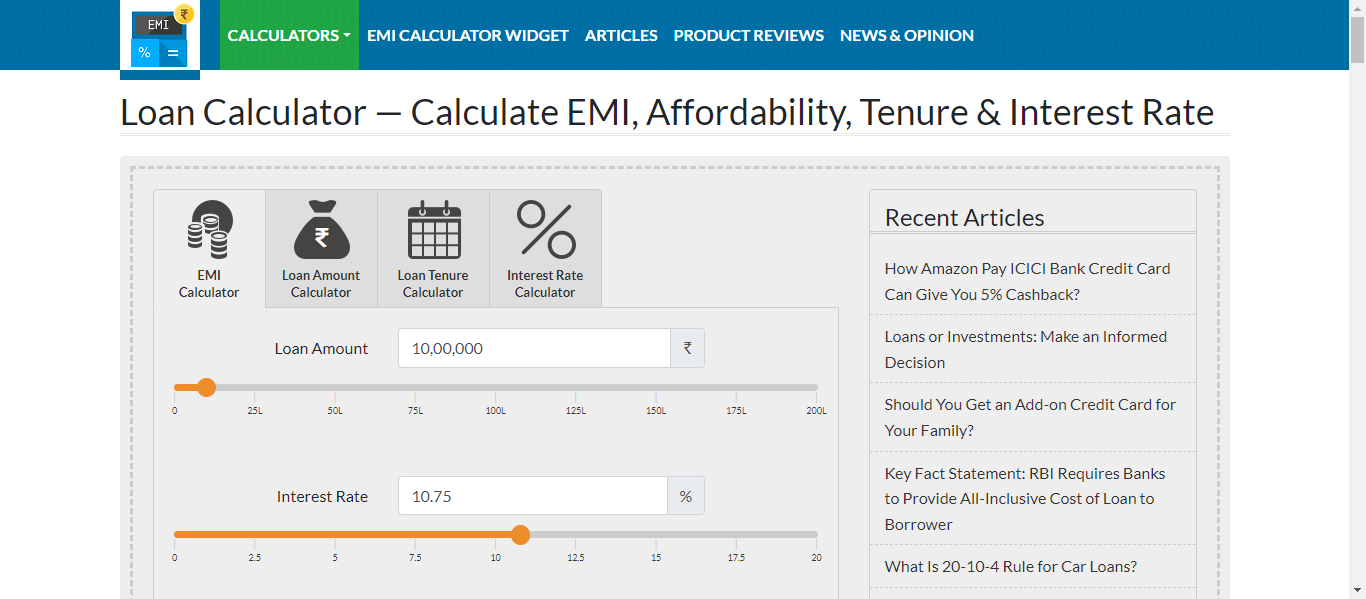 EMI ₹
% =
CALCULATORS
EMI CALCULATOR WIDGET
ARTICLES
PRODUCT REVIEWS
NEWS & OPINION
Loan Calculator — Calculate EMI, Affordability, Tenure & Interest Rate
EMI
Calculator
₹
Loan Amount
Calculator
Loan Tenure
Calculator
Interest Rate
Calculator
Loan Amount
10,00,000
₹
0 25L 50L 75L 100L 125L 150L 175L 200L
Interest Rate
10.75
%
0 2.5 5 7.5 10 12.5 15 17.5 20
Recent Articles
How Amazon Pay ICICI Bank Credit Card
Can Give You 5% Cashback?
Loans or Investments: Make an Informed
Decision
Should You Get an Add-on Credit Card for
Your Family?
Key Fact Statement: RBI Requires Banks
to Provide All-Inclusive Cost of Loan to
Borrower
What Is 20-10-4 Rule for Car Loans?